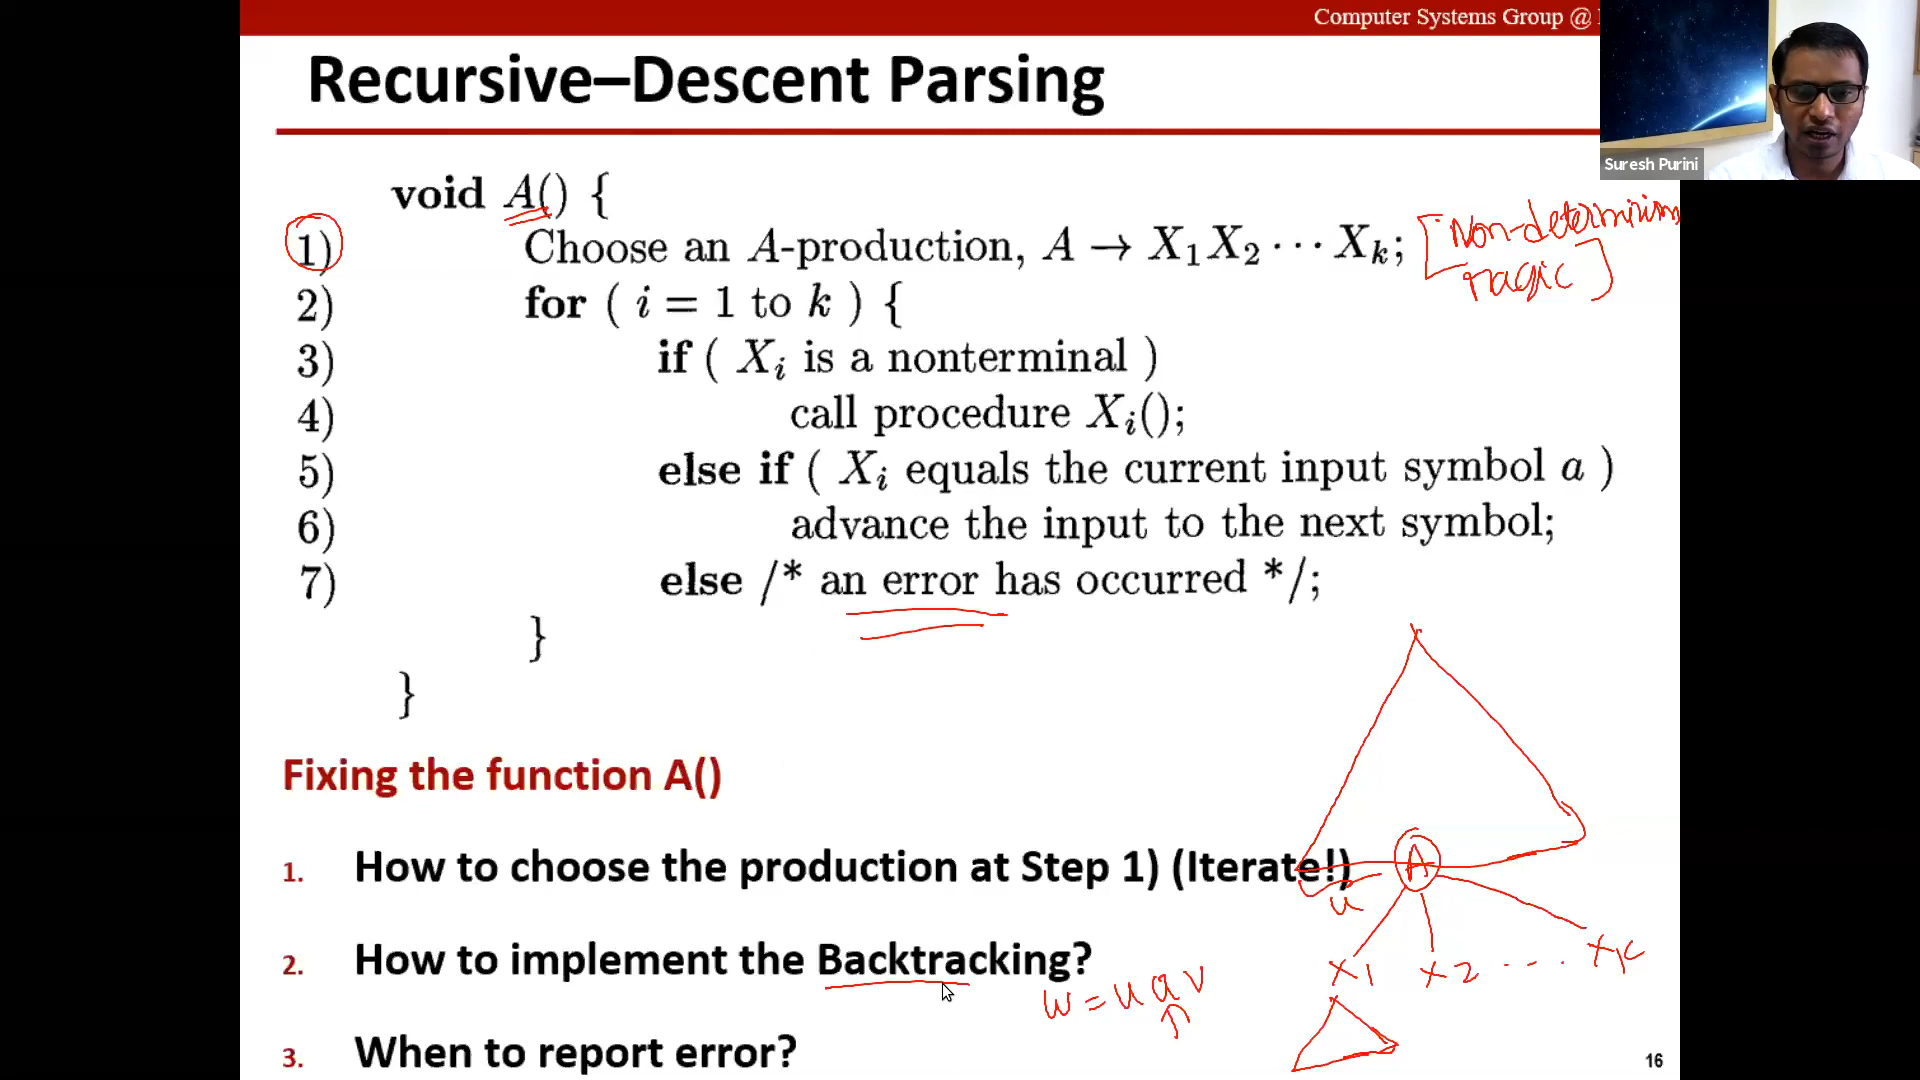 Computer Systems Group @
Recursive–Descent Parsing
Suresh Purini
void A() {
1) Choose an A-production, A → X1X2 ··· Xk; [Non-determinism
magic]
2) for ( i = 1 to k ) {
3) if ( Xi is a nonterminal )
4) call procedure Xi();
5) else if ( Xi equals the current input symbol a )
6) advance the input to the next symbol;
7) else /* an error has occurred */;
}
}
Fixing the function A()
1. How to choose the production at Step 1) (Iterate!)
A
u
2. How to implement the Backtracking?
X1 X2 .... XK
w = u a v
↑
3. When to report error?
16